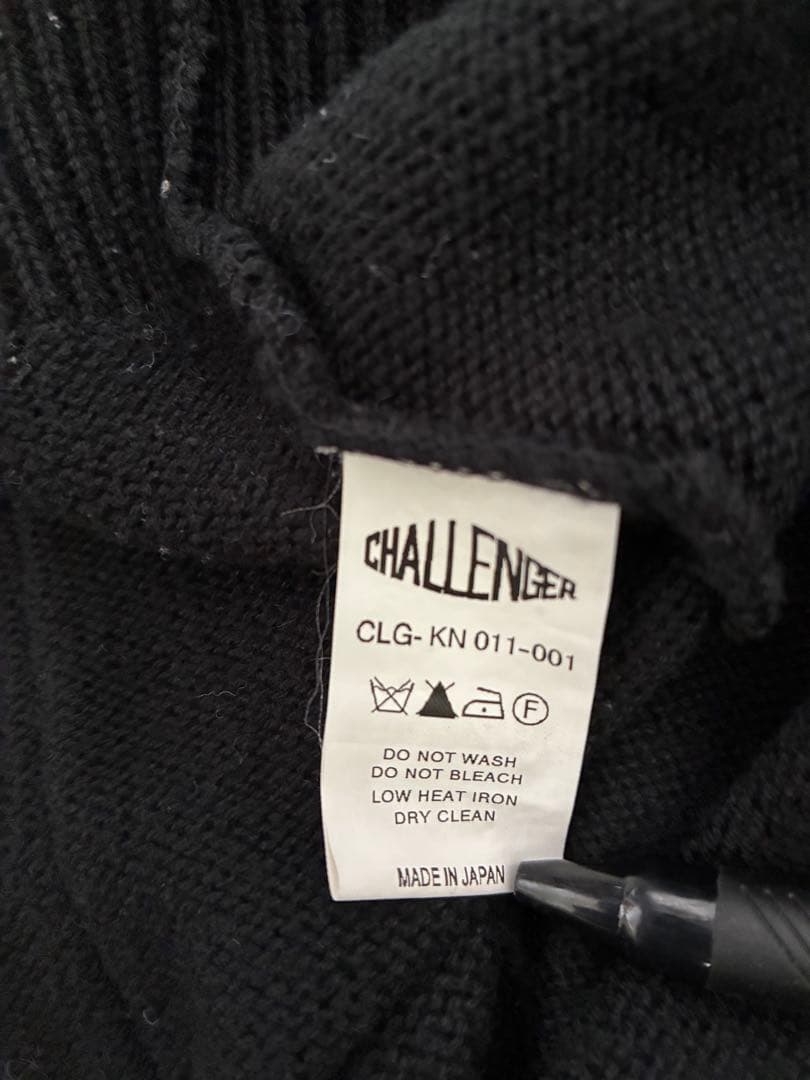 CHALLENGER
CLG- KN 011-001
F
DO NOT WASH
DO NOT BLEACH
LOW HEAT IRON
DRY CLEAN
MADE IN JAPAN